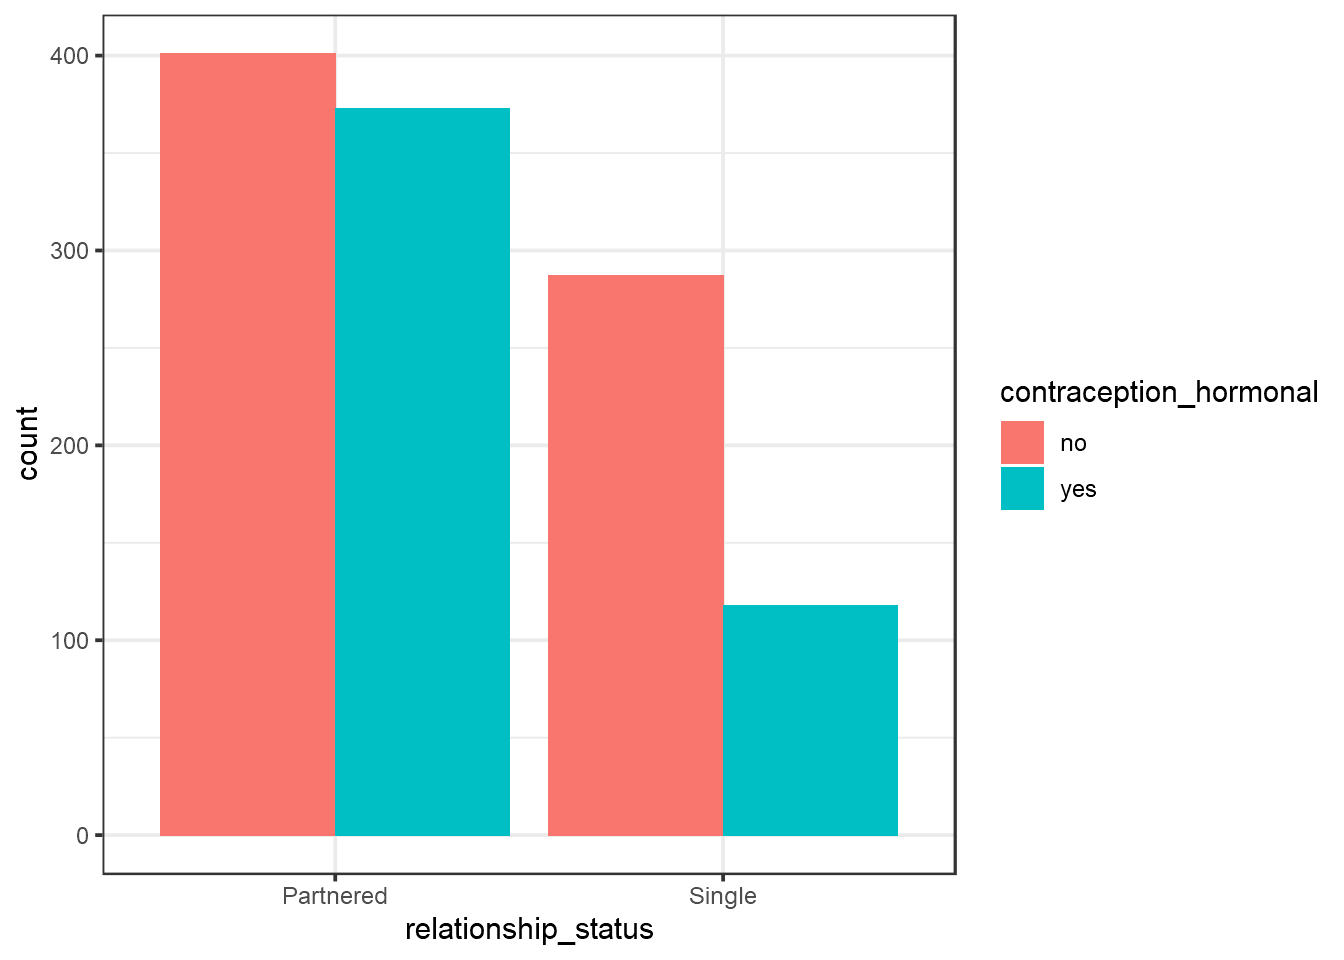 400
300
200
100
0
count
Partnered
Single
relationship_status
contraception_hormonal
no
yes